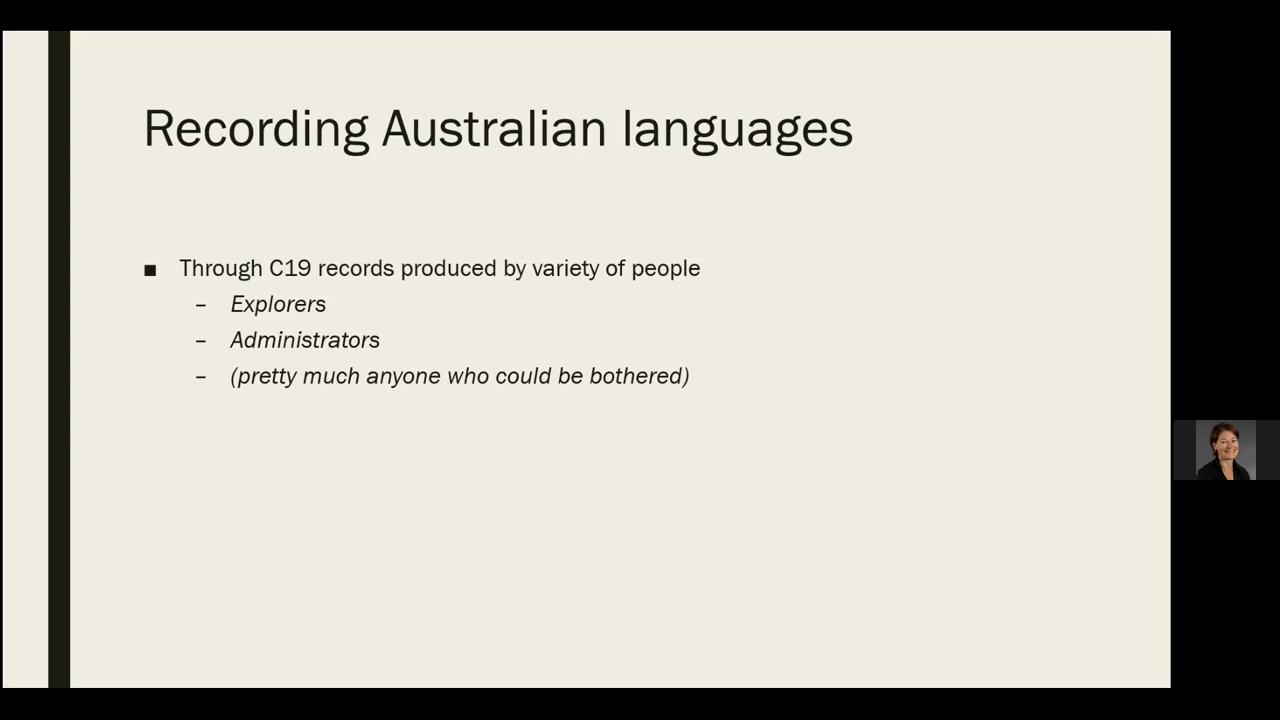 Recording Australian languages
■ Through C19 records produced by variety of people
– Explorers
– Administrators
– (pretty much anyone who could be bothered)